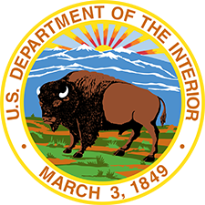 U.S. DEPARTMENT OF THE INTERIOR
MARCH 3, 1849